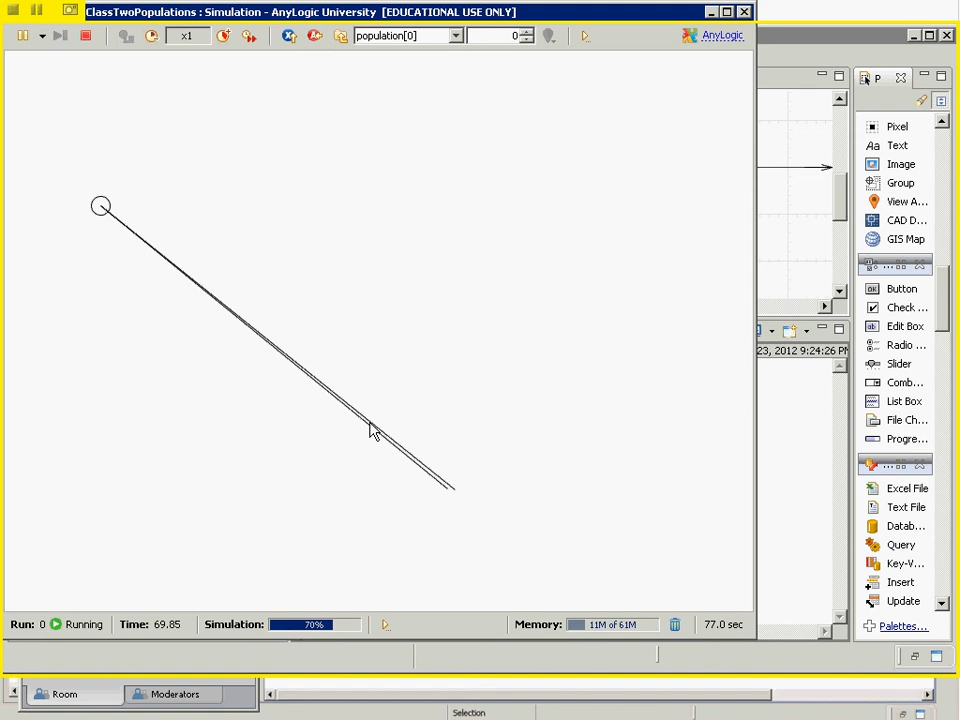 ClassTwoPopulations : Simulation - AnyLogic University [EDUCATIONAL USE ONLY]
x1
population[0]
0
AnyLogic
P
Pixel
Aa Text
Image
Group
View A...
CAD D...
GIS Map
...
OK Button
Check ...
ab Edit Box
Radio ...
Slider
Comb...
List Box
File Ch...
Progre...
...
Excel File
Text File
Datab...
Query
Key-V...
Insert
Update
Palettes...
23, 2012 9:24:26 PM
Run: 0 Running Time: 69.85 Simulation: 70% Memory: 11M of 61M 77.0 sec
Room Moderators
Selection